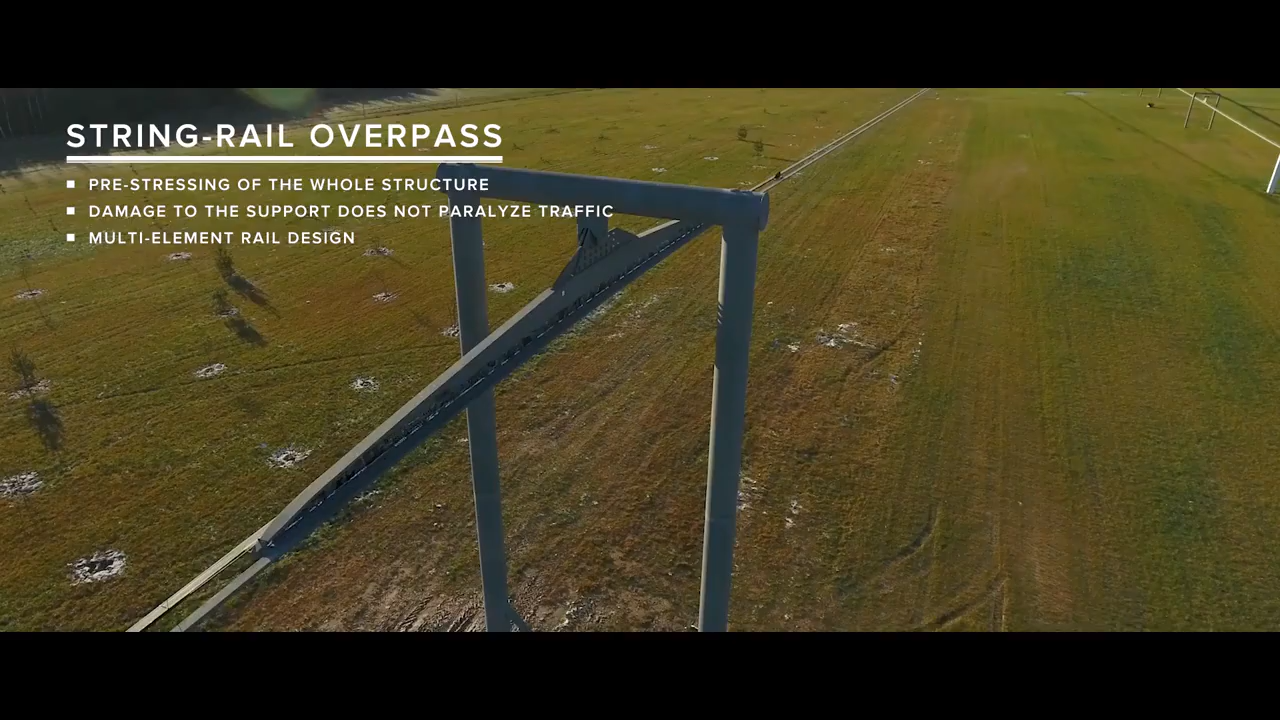 STRING-RAIL OVERPASS
PRE-STRESSING OF THE WHOLE STRUCTURE
DAMAGE TO THE SUPPORT DOES NOT PARALYZE TRAFFIC
MULTI-ELEMENT RAIL DESIGN